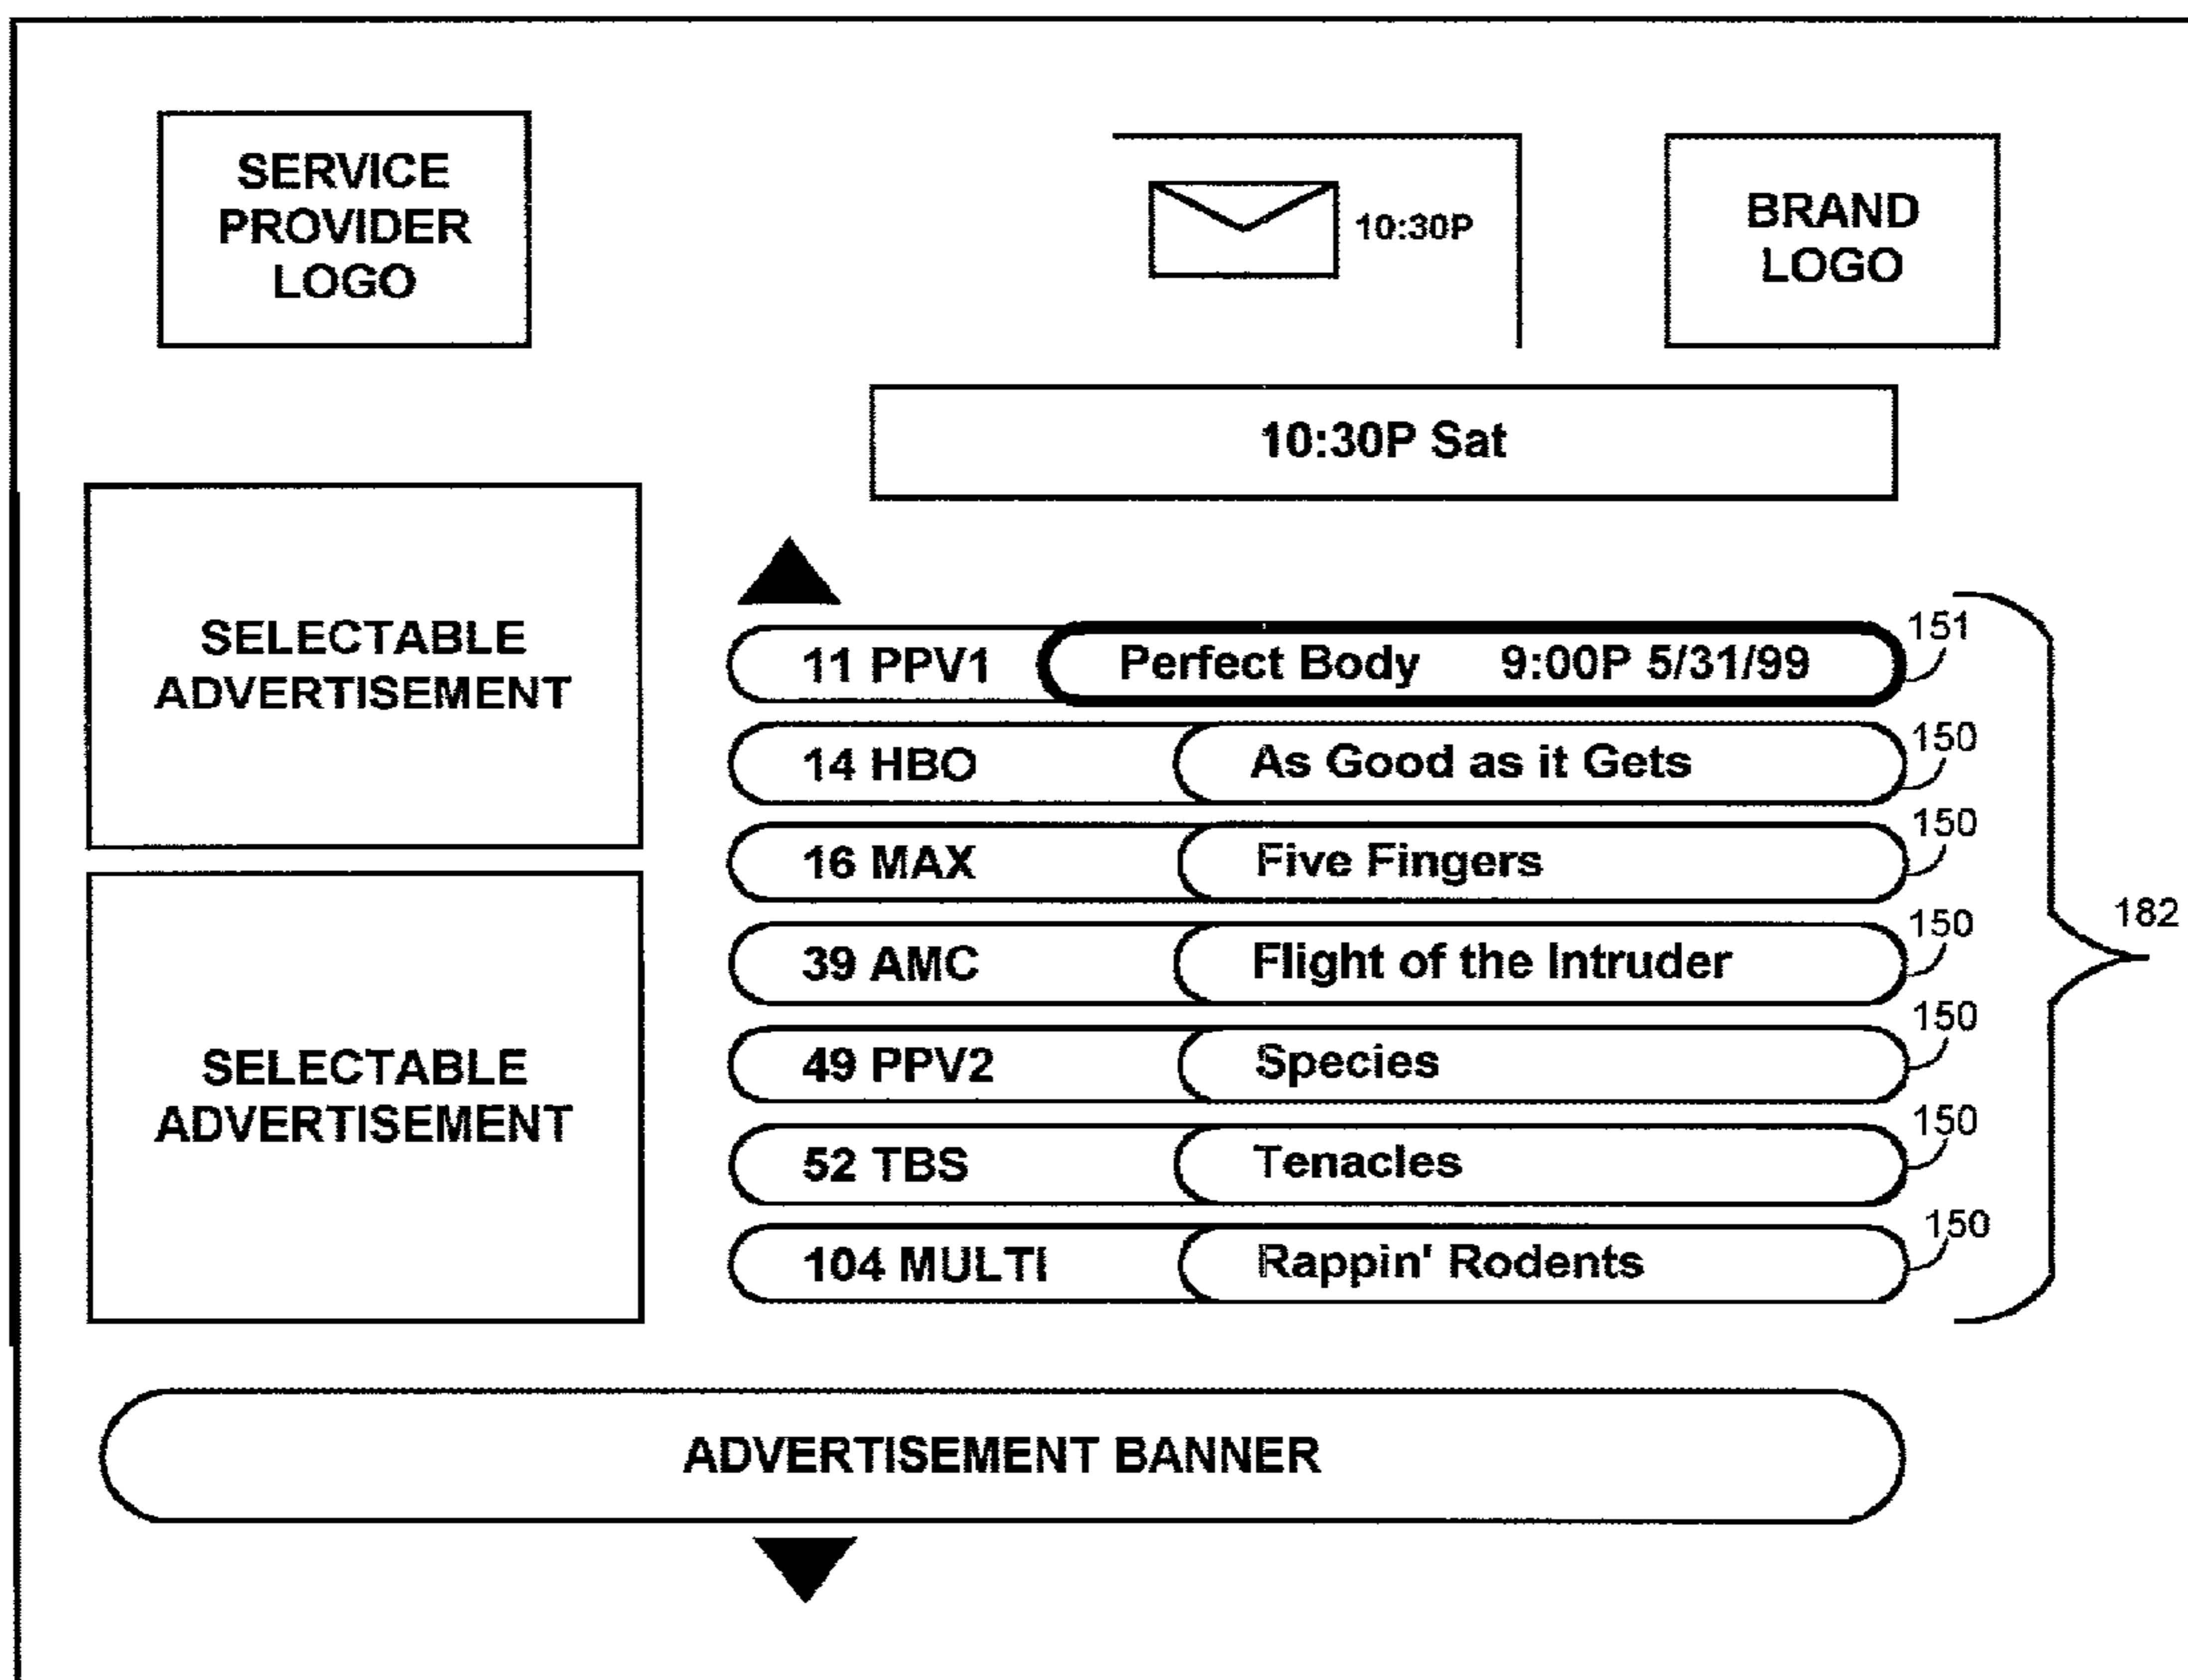 SERVICE
PROVIDER
LOGO
10:30P
BRAND
LOGO
10:30P Sat
SELECTABLE
ADVERTISEMENT
SELECTABLE
ADVERTISEMENT
11 PPV1 Perfect Body 9:00P 5/31/99 151
14 HBO As Good as it Gets 150
16 MAX Five Fingers 150
39 AMC Flight of the Intruder 150
49 PPV2 Species 150
52 TBS Tenacles 150
104 MULTI Rappin' Rodents 150
182
ADVERTISEMENT BANNER